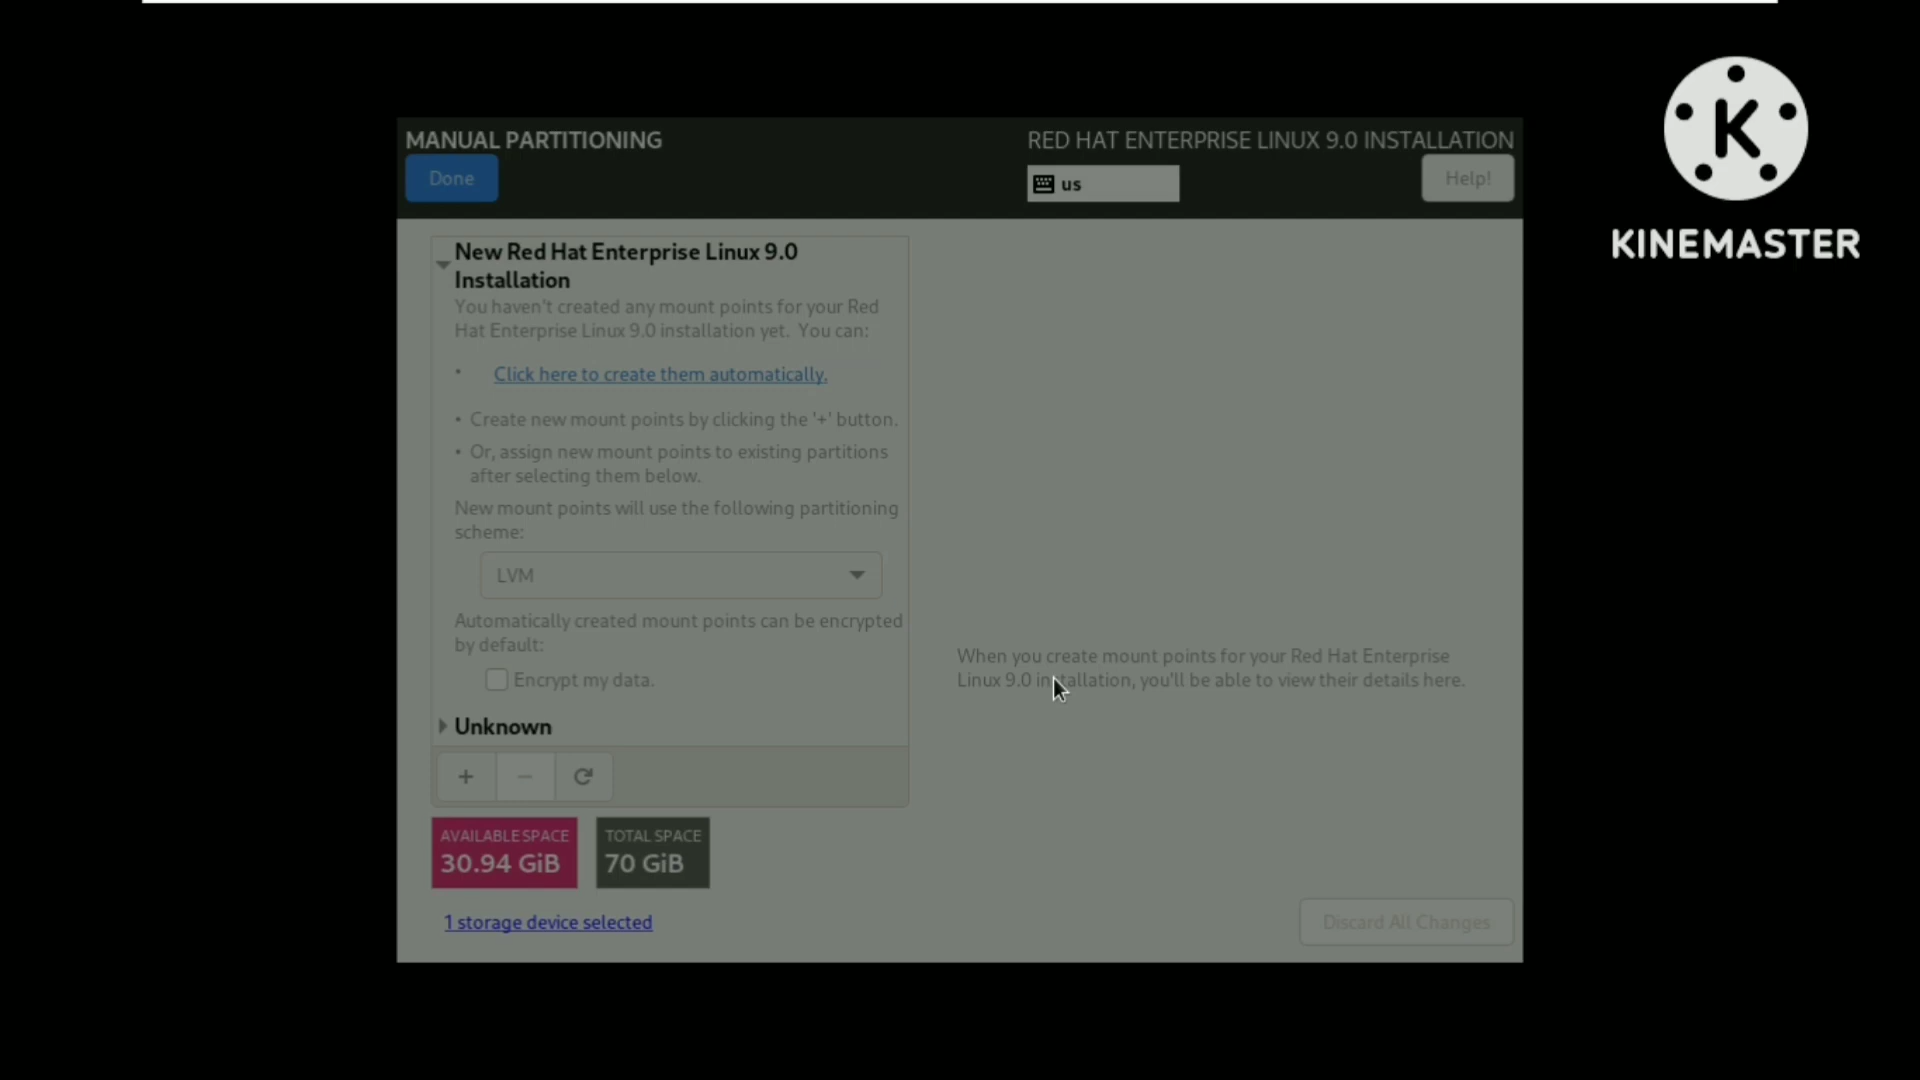 MANUAL PARTITIONING
Done
RED HAT ENTERPRISE LINUX 9.0 INSTALLATION
us
Help!
KINEMASTER
New Red Hat Enterprise Linux 9.0
Installation
You haven't created any mount points for your Red
Hat Enterprise Linux 9.0 installation yet. You can:
• Click here to create them automatically.
• Create new mount points by clicking the '+' button.
• Or, assign new mount points to existing partitions
after selecting them below.
New mount points will use the following partitioning
scheme:
LVM
Automatically created mount points can be encrypted
by default:
Encrypt my data.
Unknown
+ −
When you create mount points for your Red Hat Enterprise
Linux 9.0 installation, you'll be able to view their details here.
AVAILABLE SPACE
30.94 GiB
TOTAL SPACE
70 GiB
1 storage device selected
Discard All Changes